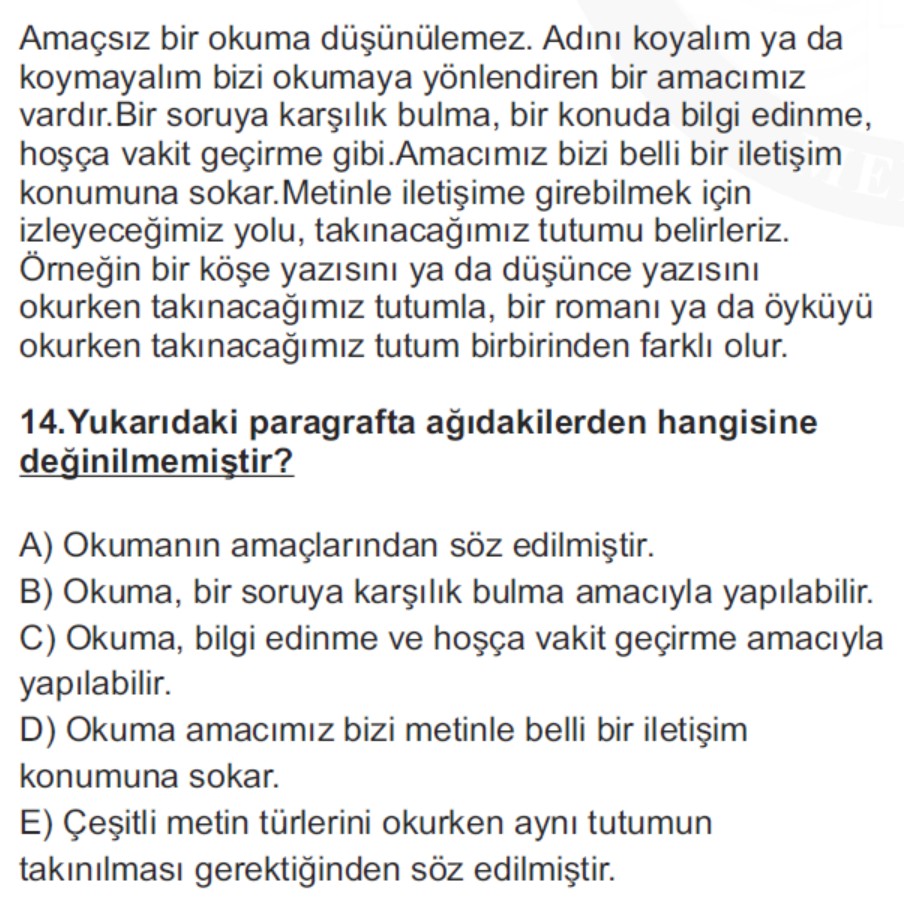 Amaçsız bir okuma düşünülemez. Adını koyalım ya da
koymayalım bizi okumaya yönlendiren bir amacımız
vardır.Bir soruya karşılık bulma, bir konuda bilgi edinme,
hoşça vakit geçirme gibi.Amacımız bizi belli bir iletişim
konumuna sokar.Metinle iletişime girebilmek için
izleyeceğimiz yolu, takınacağımız tutumu belirleriz.
Örneğin bir köşe yazısını ya da düşünce yazısını
okurken takınacağımız tutumla, bir romanı ya da öyküyü
okurken takınacağımız tutum birbirinden farklı olur.
14.Yukarıdaki paragrafta ağıdakilerden hangisine
değinilmemiştir?
A) Okumanın amaçlarından söz edilmiştir.
B) Okuma, bir soruya karşılık bulma amacıyla yapılabilir.
C) Okuma, bilgi edinme ve hoşça vakit geçirme amacıyla
yapılabilir.
D) Okuma amacımız bizi metinle belli bir iletişim
konumuna sokar.
E) Çeşitli metin türlerini okurken aynı tutumun
takınılması gerektiğinden söz edilmiştir.